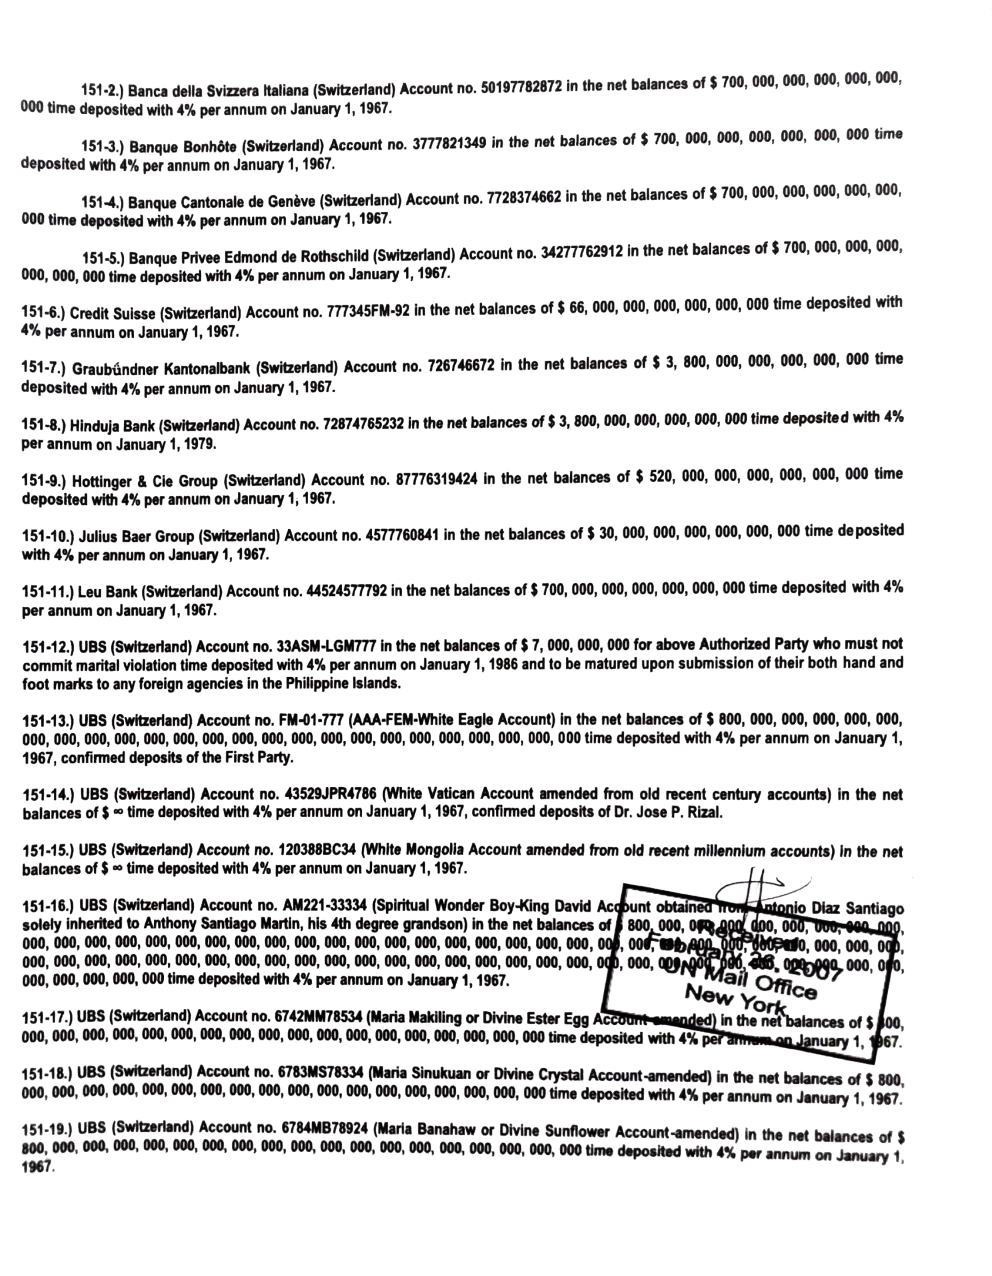 151-2.) Banca della Svizzera Italiana (Switzerland) Account no. 50197782872 in the net balances of $ 700, 000, 000, 000, 000, 000,
000 time deposited with 4% per annum on January 1, 1967.
151-3.) Banque Bonhôte (Switzerland) Account no. 3777821349 in the net balances of $ 700, 000, 000, 000, 000, 000, 000 time
deposited with 4% per annum on January 1, 1967.
151-4.) Banque Cantonale de Genève (Switzerland) Account no. 7728374662 in the net balances of $ 700, 000, 000, 000, 000, 000,
000 time deposited with 4% per annum on January 1, 1967.
151-5.) Banque Privee Edmond de Rothschild (Switzerland) Account no. 34277762912 in the net balances of $ 700, 000, 000, 000,
000, 000, 000 time deposited with 4% per annum on January 1, 1967.
151-6.) Credit Suisse (Switzerland) Account no. 777345FM-92 in the net balances of $ 66, 000, 000, 000, 000, 000, 000 time deposited with
4% per annum on January 1, 1967.
151-7.) Graubúndner Kantonalbank (Switzerland) Account no. 726746672 in the net balances of $ 3, 800, 000, 000, 000, 000, 000 time
deposited with 4% per annum on January 1, 1967.
151-8.) Hinduja Bank (Switzerland) Account no. 72874765232 in the net balances of $ 3, 800, 000, 000, 000, 000, 000 time deposited with 4%
per annum on January 1, 1979.
151-9.) Hottinger & Cie Group (Switzerland) Account no. 87776319424 in the net balances of $ 520, 000, 000, 000, 000, 000, 000 time
deposited with 4% per annum on January 1, 1967.
151-10.) Julius Baer Group (Switzerland) Account no. 4577760841 in the net balances of $ 30, 000, 000, 000, 000, 000, 000 time deposited
with 4% per annum on January 1, 1967.
151-11.) Leu Bank (Switzerland) Account no. 44524577792 in the net balances of $ 700, 000, 000, 000, 000, 000, 000 time deposited with 4%
per annum on January 1, 1967.
151-12.) UBS (Switzerland) Account no. 33ASM-LGM777 in the net balances of $ 7, 000, 000, 000 for above Authorized Party who must not
commit marital violation time deposited with 4% per annum on January 1, 1986 and to be matured upon submission of their both hand and
foot marks to any foreign agencies in the Philippine Islands.
151-13.) UBS (Switzerland) Account no. FM-01-777 (AAA-FEM-White Eagle Account) in the net balances of $ 800, 000, 000, 000, 000, 000,
000, 000, 000, 000, 000, 000, 000, 000, 000, 000, 000, 000, 000, 000, 000, 000, 000, 000, 000 time deposited with 4% per annum on January 1,
1967, confirmed deposits of the First Party.
151-14.) UBS (Switzerland) Account no. 43529JPR4786 (White Vatican Account amended from old recent century accounts) in the net
balances of $ ∞ time deposited with 4% per annum on January 1, 1967, confirmed deposits of Dr. Jose P. Rizal.
151-15.) UBS (Switzerland) Account no. 120388BC34 (White Mongolia Account amended from old recent millennium accounts) in the net
balances of $ ∞ time deposited with 4% per annum on January 1, 1967.
151-16.) UBS (Switzerland) Account no. AM221-33334 (Spiritual Wonder Boy-King David Account obtained from Antonio Diaz Santiago
solely inherited to Anthony Santiago Martin, his 4th degree grandson) in the net balances of $ 800, 000, 000, 000, 000, 000, 000, 000,
000, 000, 000, 000, 000, 000, 000, 000, 000, 000, 000, 000, 000, 000, 000, 000, 000, 000, 000, 000, 000, 000, 000, 000, 000, 000,
000, 000, 000, 000, 000, 000, 000, 000, 000, 000, 000, 000, 000, 000, 000, 000, 000, 000, 000, 000, 000, 000, 000, 000, 000, 000,
000, 000, 000, 000, 000 time deposited with 4% per annum on January 1, 1967.
Received
February 26, 2007
UN Mail Office
New York
151-17.) UBS (Switzerland) Account no. 6742MM78534 (Maria Makiling or Divine Ester Egg Account-amended) in the net balances of $ 800,
000, 000, 000, 000, 000, 000, 000, 000, 000, 000, 000, 000, 000, 000, 000, 000, 000, 000 time deposited with 4% per annum on January 1, 1967.
151-18.) UBS (Switzerland) Account no. 6783MS78334 (Maria Sinukuan or Divine Crystal Account-amended) in the net balances of $ 800,
000, 000, 000, 000, 000, 000, 000, 000, 000, 000, 000, 000, 000, 000, 000, 000, 000, 000 time deposited with 4% per annum on January 1, 1967.
151-19.) UBS (Switzerland) Account no. 6784MB78924 (Maria Banahaw or Divine Sunflower Account-amended) in the net balances of $
800, 000, 000, 000, 000, 000, 000, 000, 000, 000, 000, 000, 000, 000, 000, 000, 000, 000, 000 time deposited with 4% per annum on January 1,
1967.